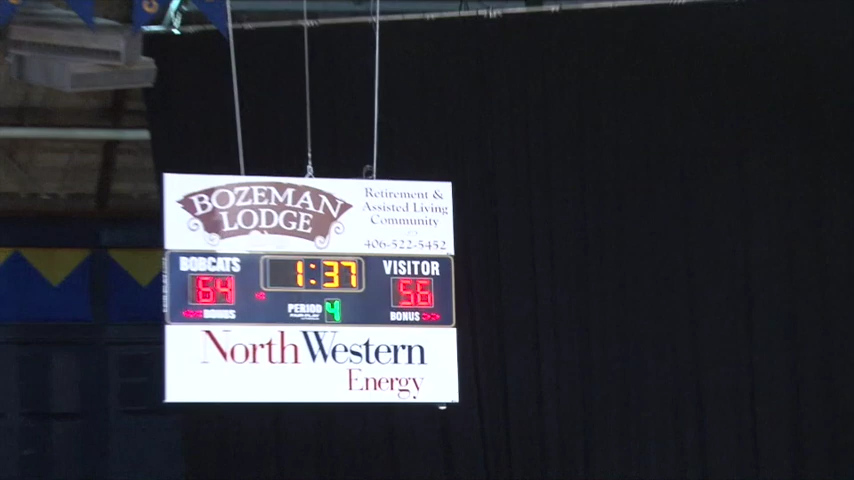 BOZEMAN
LODGE
Retirement &
Assisted Living
Community
406-522-5452
BOBCATS
1:37
VISITOR
64
56
PERIOD
4
BONUS
BONUS
NorthWestern
Energy